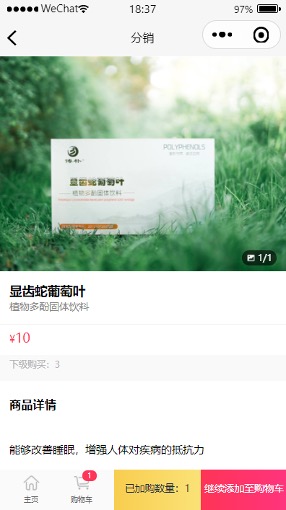 WeChat
18:37
97%
分销
POLYPHENOLS
显齿蛇葡萄叶
植物多酚固体饮料
1/1
显齿蛇葡萄叶
植物多酚固体饮料
¥10
下级购买：3
商品详情
能够改善睡眠，增强人体对疾病的抵抗力
主页
1
购物车
已加购数量：1
继续添加至购物车